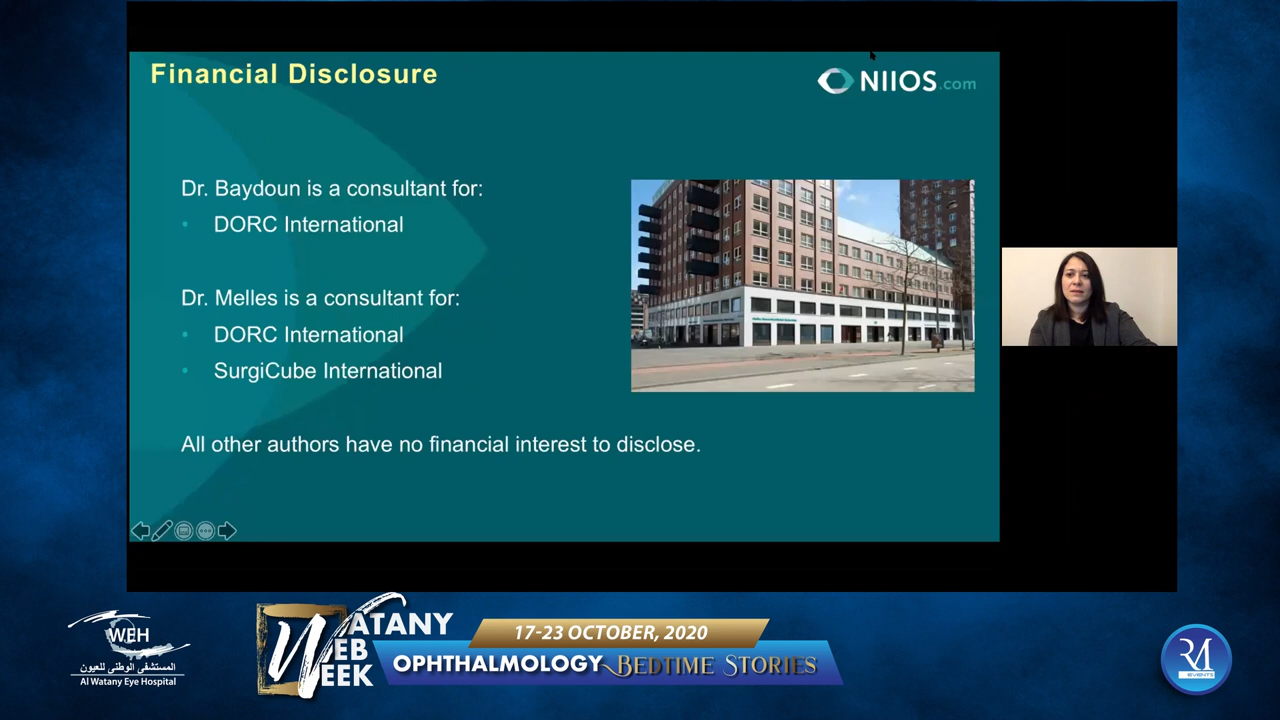 Financial Disclosure
NIIOS.com
Dr. Baydoun is a consultant for:
• DORC International
Dr. Melles is a consultant for:
• DORC International
• SurgiCube International
All other authors have no financial interest to disclose.
WEH
المستشفى الوطني للعيون
Al Watany Eye Hospital
WATANY
WEB
WEEK
17-23 OCTOBER, 2020
OPHTHALMOLOGY BEDTIME STORIES
RM
EVENTS